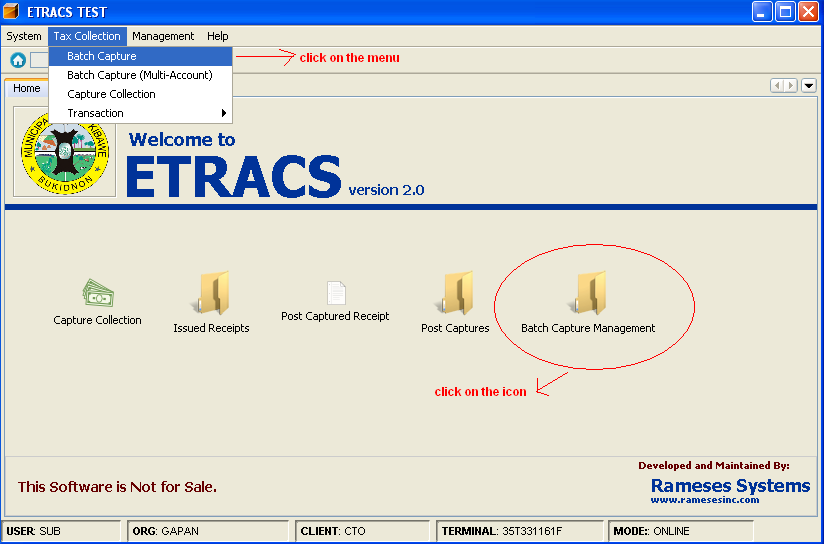 ETRACS TEST
System Tax Collection Management Help
Batch Capture
click on the menu
Batch Capture (Multi-Account)
Capture Collection
Transaction
Home
MUNICIPA KIBAWE
BUKIDNON
Welcome to
ETRACS version 2.0
Capture Collection
Issued Receipts
Post Captured Receipt
Post Captures
Batch Capture Management
click on the icon
This Software is Not for Sale.
Developed and Maintained By:
Rameses Systems
www.ramesesinc.com
USER: SUB ORG: GAPAN CLIENT: CTO TERMINAL: 35T331161F MODE:: ONLINE